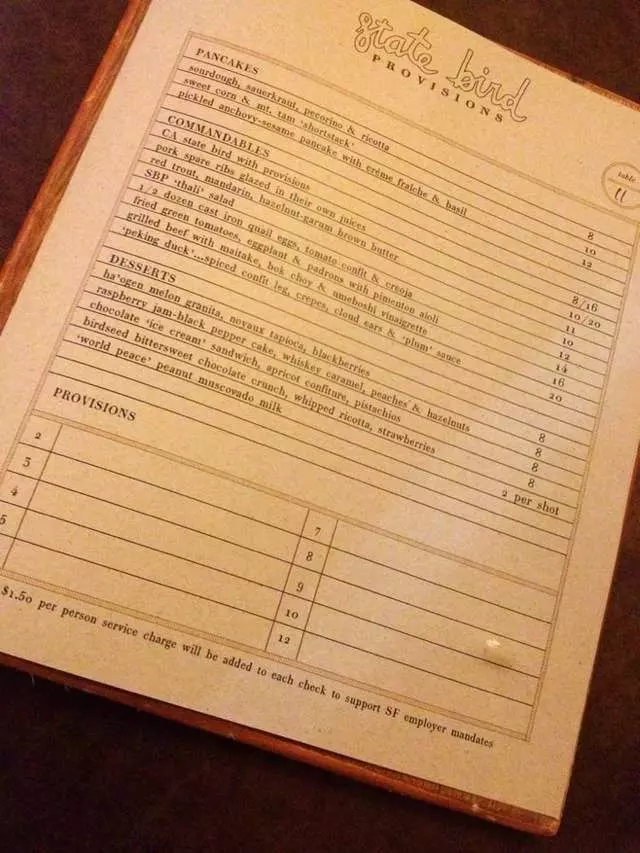 state bird
PROVISIONS
table
11
PANCAKES
sourdough, sauerkraut, pecorino & ricotta 8
sweet corn & mt. tam 'shortstack' 10
pickled anchovy-sesame pancake with crème fraîche & basil 12
COMMANDABLES
CA state bird with provisions 8/16
pork spare ribs glazed in their own juices 10/20
red trout, mandarin, hazelnut-garum brown butter 11
SBP 'thali' salad 10
1/2 dozen cast iron quail eggs, tomato confit & creoja 12
fried green tomatoes, eggplant & padrons with pimenton aioli 14
grilled beef with maitake, bok choy & umeboshi vinaigrette 16
'peking duck'...spiced confit leg, crepes, cloud ears & 'plum' sauce 20
DESSERTS
ha'ogen melon granita, noyaux tapioca, blackberries 8
raspberry jam-black pepper cake, whiskey caramel, peaches & hazelnuts 8
chocolate 'ice cream' sandwich, apricot confiture, pistachios 8
birdseed bittersweet chocolate crunch, whipped ricotta, strawberries 8
'world peace' peanut muscovado milk 2 per shot
PROVISIONS
2
3
4
5
7
8
9
10
12
$1.50 per person service charge will be added to each check to support SF employer mandates